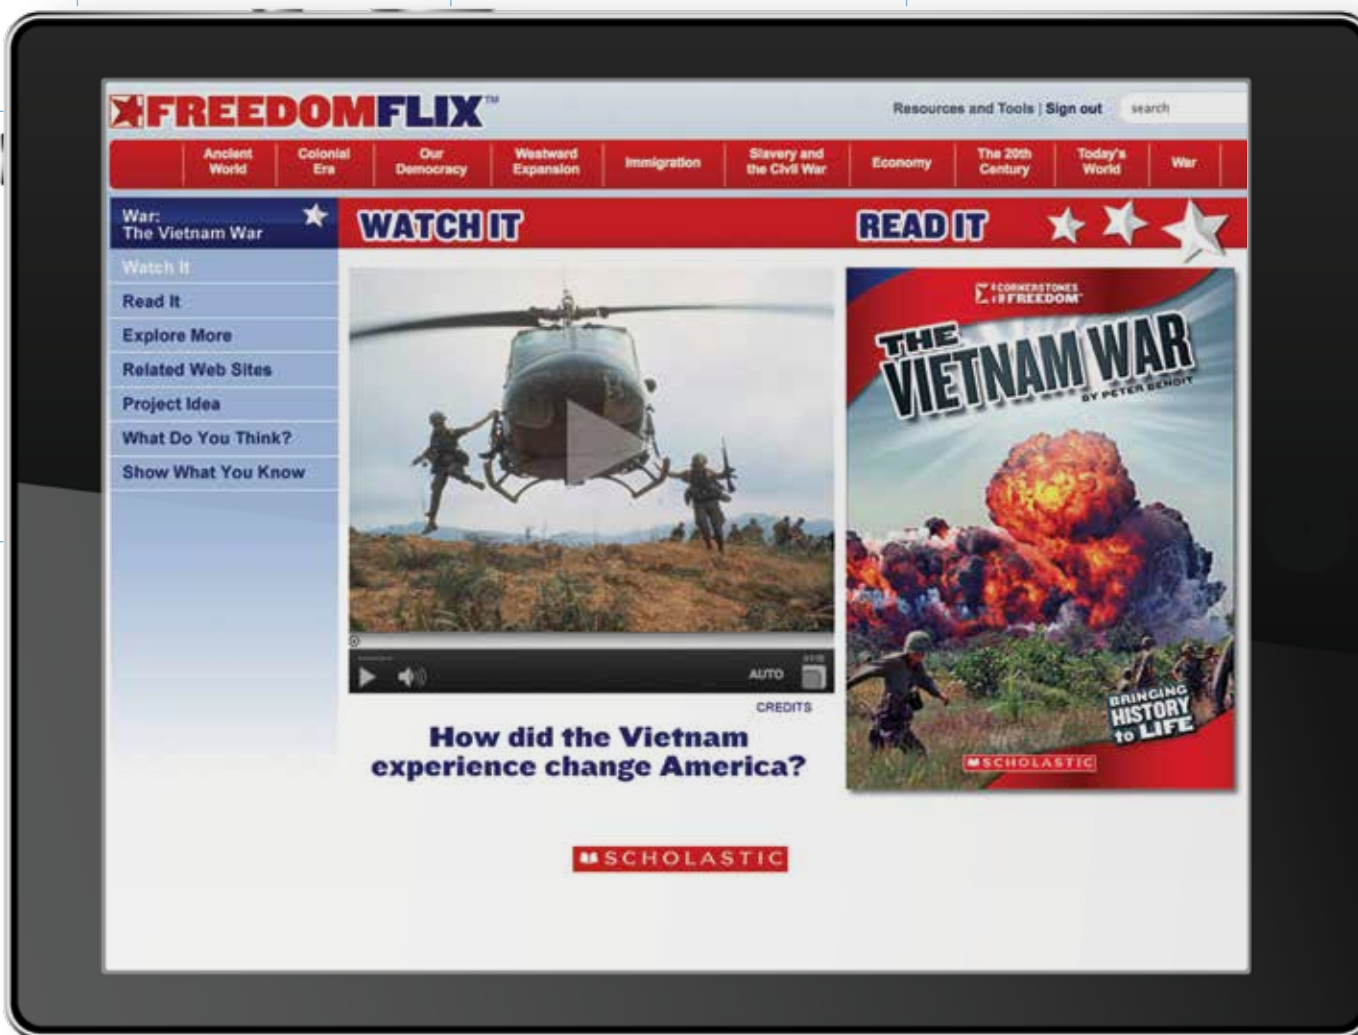 FREEDOMFLIX™
Resources and Tools | Sign out
search
Ancient World
Colonial Era
Our Democracy
Westward Expansion
Immigration
Slavery and the Civil War
Economy
The 20th Century
Today's World
War
War:
The Vietnam War
Watch It
Read It
Explore More
Related Web Sites
Project Idea
What Do You Think?
Show What You Know
WATCH IT
AUTO
CREDITS
How did the Vietnam
experience change America?
READ IT
CORNERSTONES
OF FREEDOM™
THE
VIETNAM WAR
BY PETER BENOIT
BRINGING
HISTORY
to LIFE
SCHOLASTIC
SCHOLASTIC